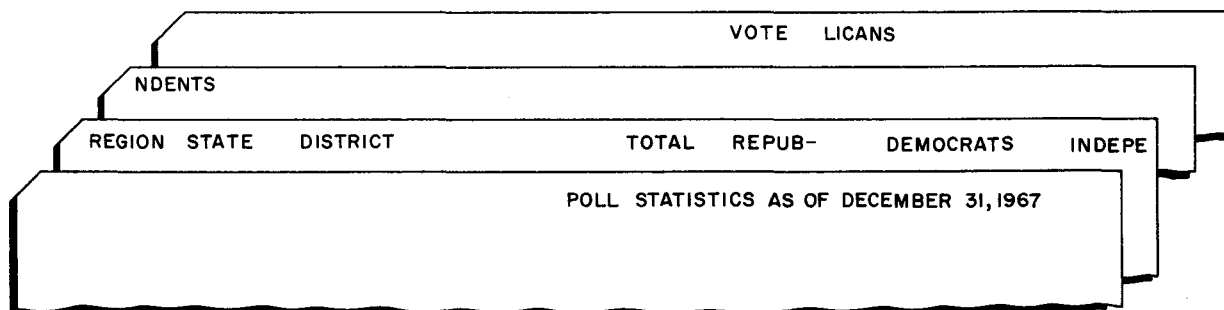 VOTE LICANS
NDENTS
REGION STATE DISTRICT TOTAL REPUB- DEMOCRATS INDEPE
POLL STATISTICS AS OF DECEMBER 31, 1967